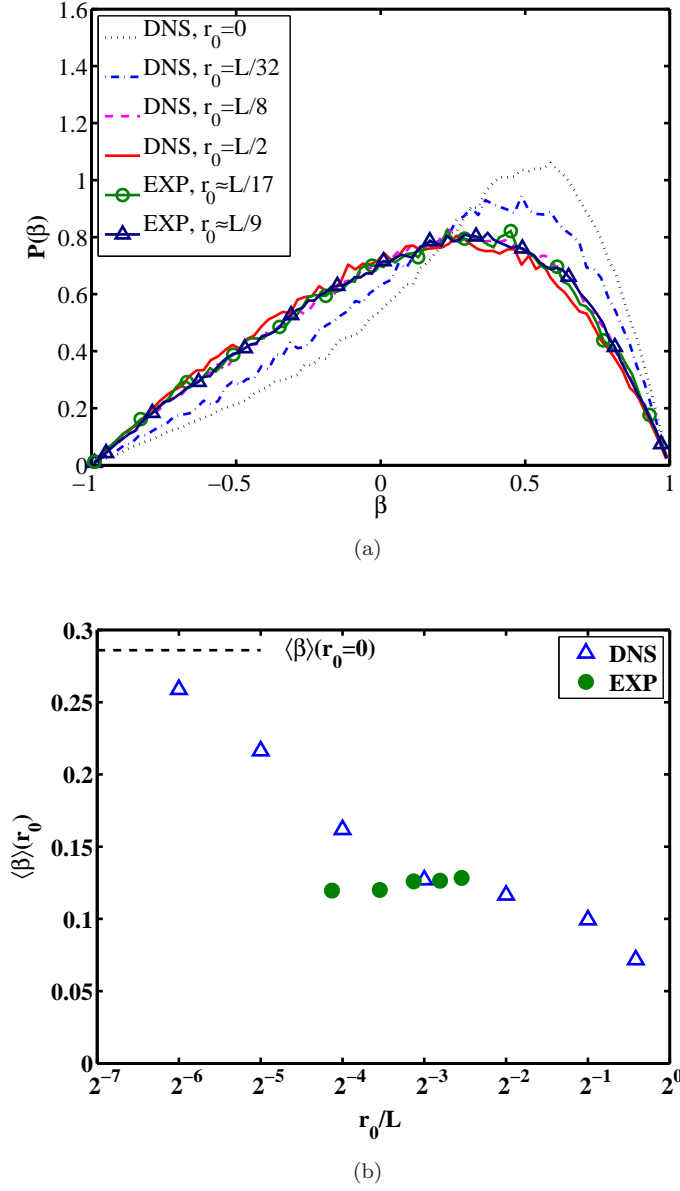 1.6
1.4
1.2
1
0.8
0.6
0.4
0.2
0
P(β)
DNS, r₀=0
DNS, r₀=L/32
DNS, r₀=L/8
DNS, r₀=L/2
EXP, r₀≈L/17
EXP, r₀≈L/9
−1 −0.5 0 0.5 1
β
(a)
0.3
0.25
0.2
0.15
0.1
0.05
0
⟨β⟩(r₀)
⟨β⟩(r₀=0)
DNS
EXP
2⁻⁷ 2⁻⁶ 2⁻⁵ 2⁻⁴ 2⁻³ 2⁻² 2⁻¹ 2⁰
r₀/L
(b)